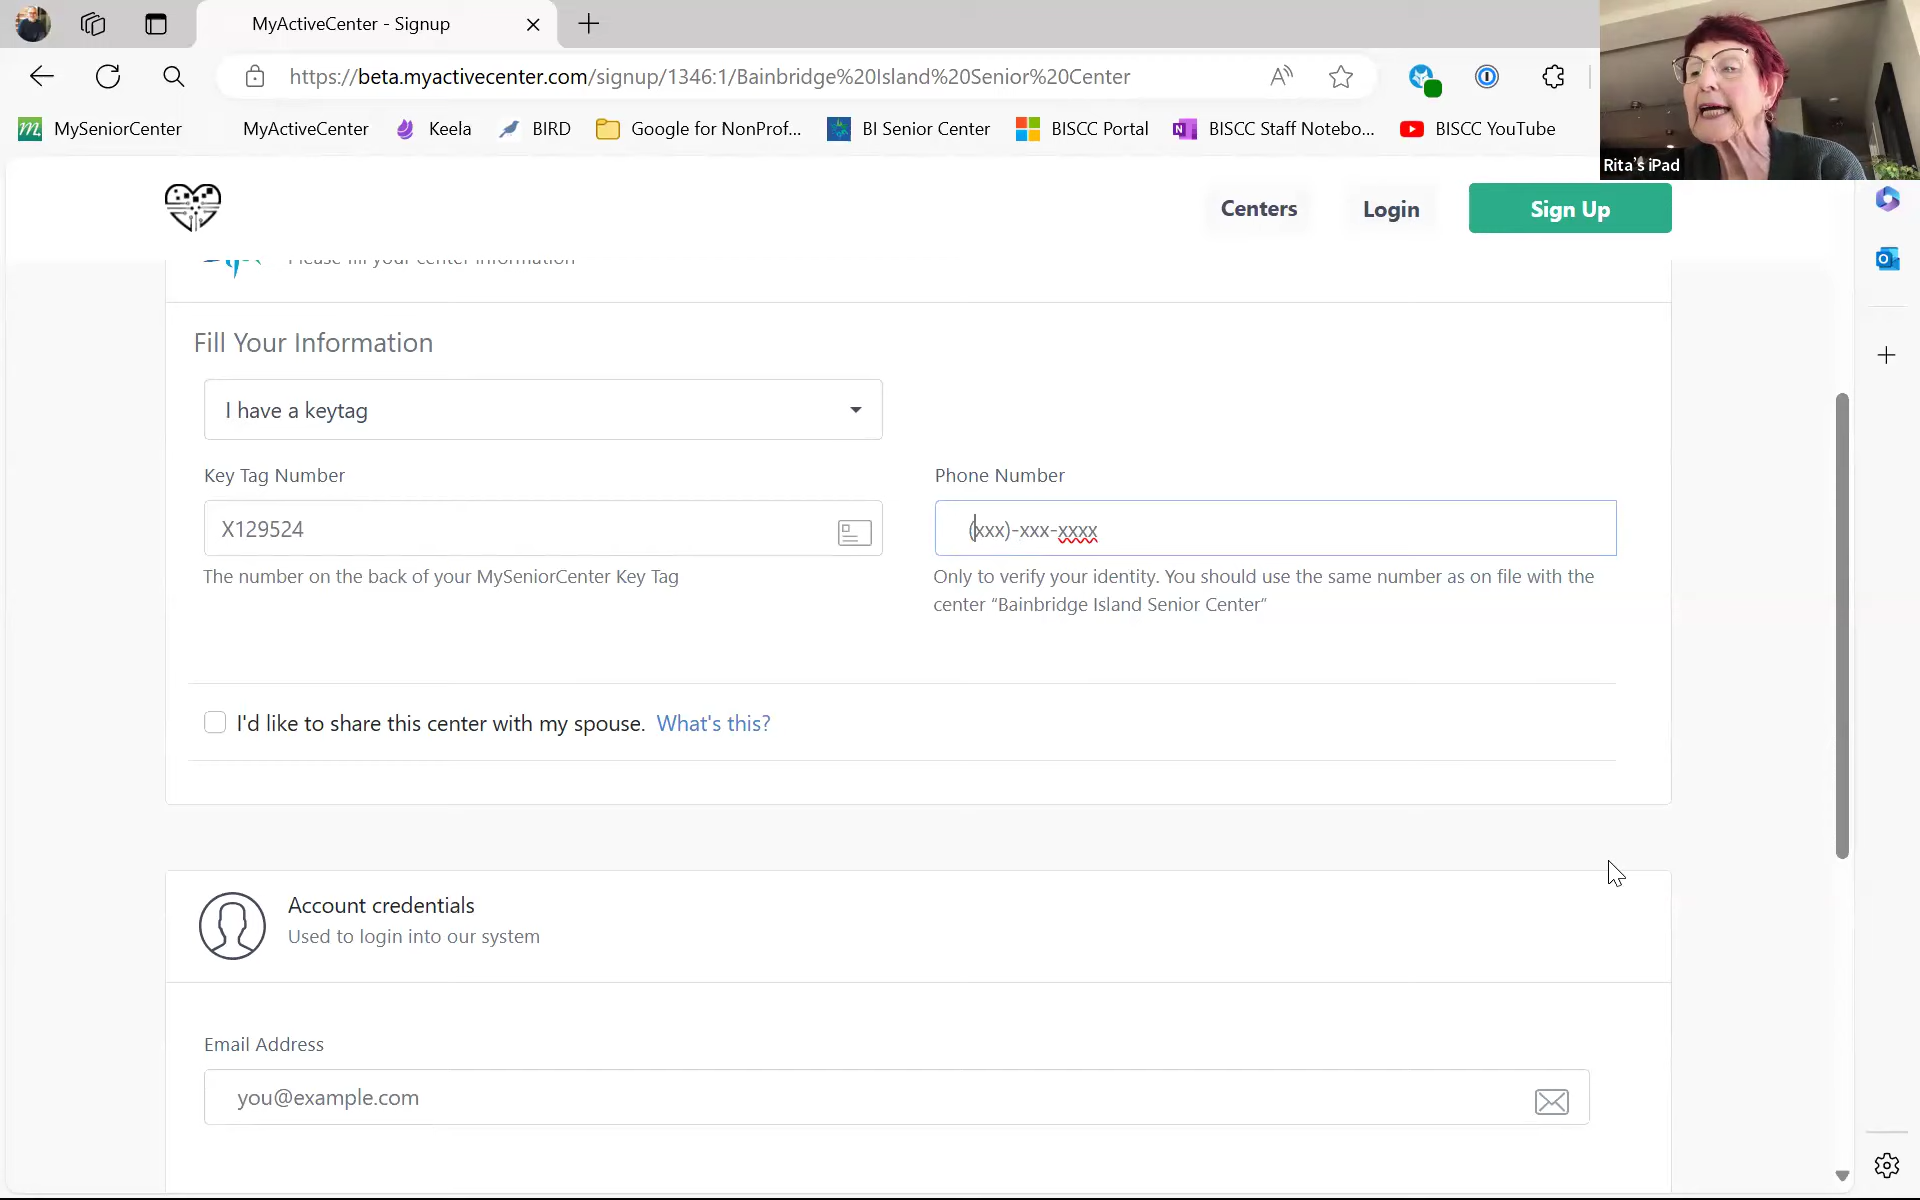 MyActiveCenter - Signup
https://beta.myactivecenter.com/signup/1346:1/Bainbridge%20Island%20Senior%20Center
MySeniorCenter MyActiveCenter Keela BIRD Google for NonProf... BI Senior Center BISCC Portal BISCC Staff Notebo... BISCC YouTube
Rita's iPad
Centers Login Sign Up
Please fill your center information
Fill Your Information
I have a keytag
Key Tag Number Phone Number
X129524 (xxx)-xxx-xxxx
The number on the back of your MySeniorCenter Key Tag
Only to verify your identity. You should use the same number as on file with the
center “Bainbridge Island Senior Center”
I'd like to share this center with my spouse. What's this?
Account credentials
Used to login into our system
Email Address
you@example.com